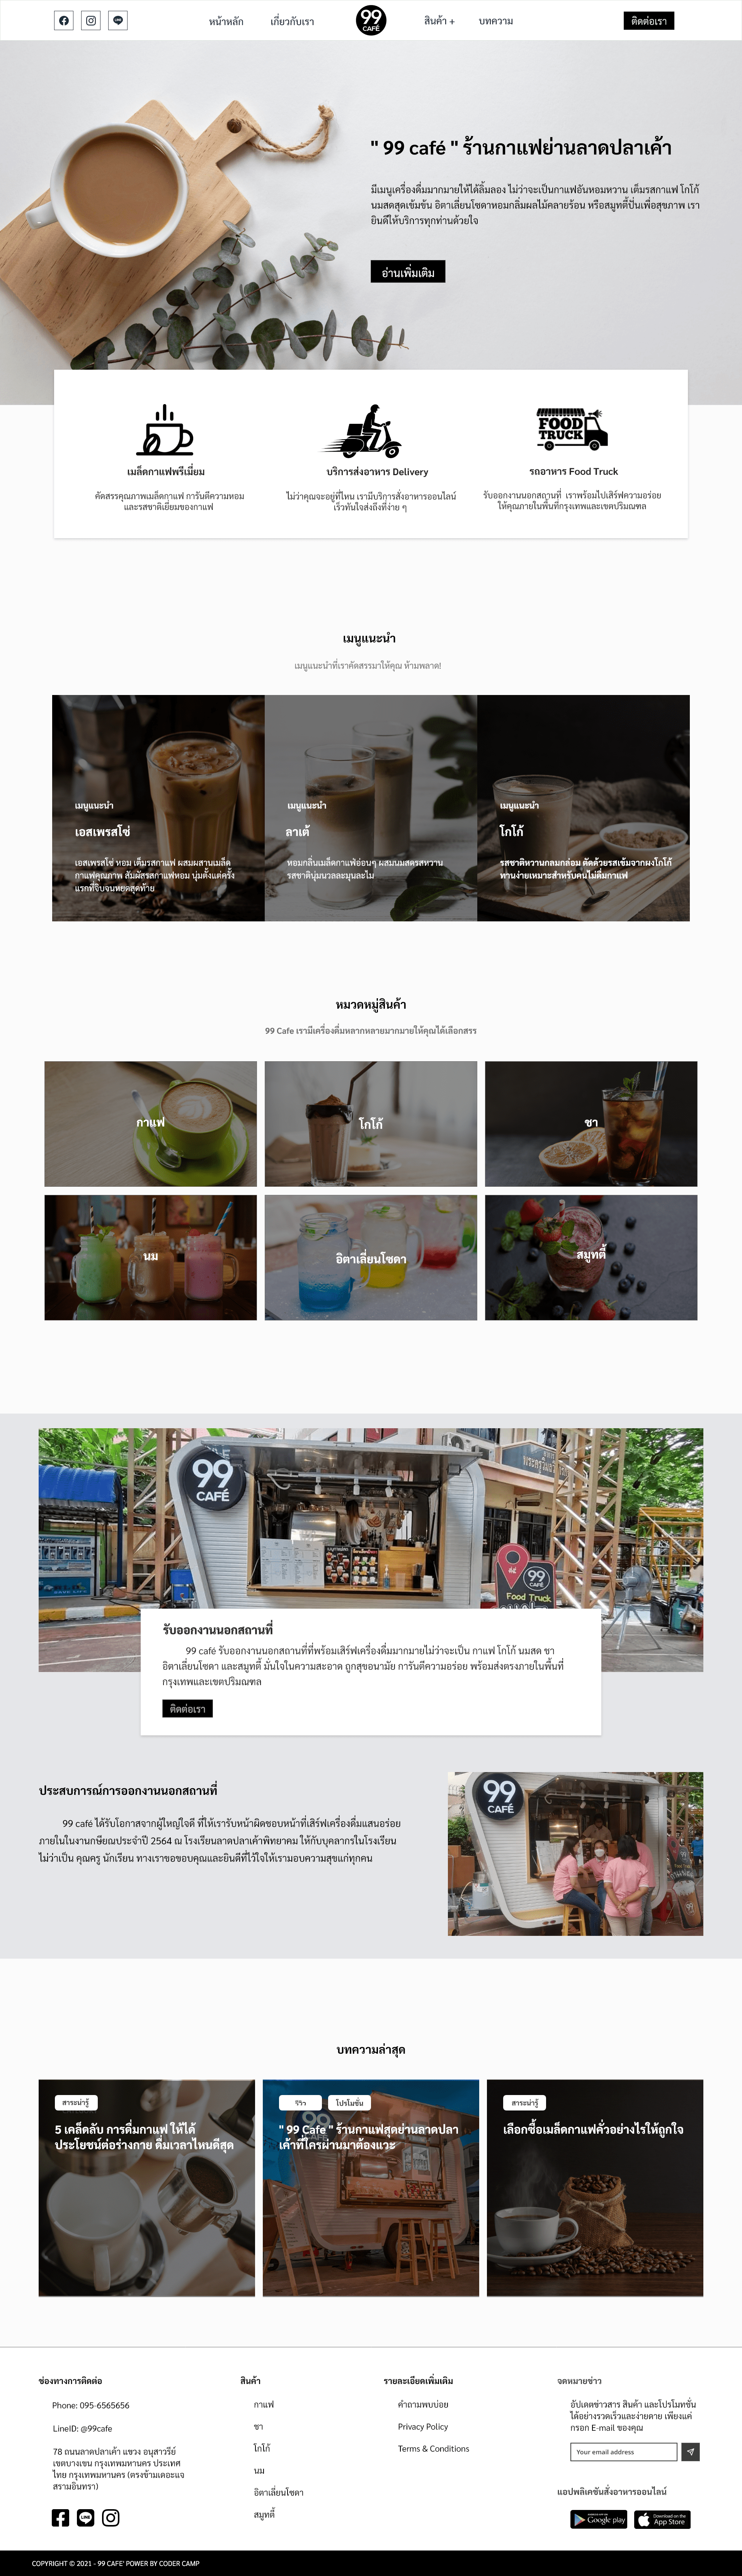 หน้าหลัก
เกี่ยวกับเรา
99
CAFÉ
สินค้า +
บทความ
ติดต่อเรา
" 99 café " ร้านกาแฟย่านลาดปลาเค้า
มีเมนูเครื่องดื่มมากมายให้ได้ลิ้มลอง ไม่ว่าจะเป็นกาแฟอันหอมหวาน เต็มรสกาแฟ โกโก้
นมสดสุดเข้มข้น อิตาเลี่ยนโซดาหอมกลิ่มผลไม้คลายร้อน หรือสมูทตี้ปั่นเพื่อสุขภาพ เรา
ยินดีให้บริการทุกท่านด้วยใจ
อ่านเพิ่มเติม
เมล็ดกาแฟพรีเมี่ยม
คัดสรรคุณภาพเมล็ดกาแฟ การันตีความหอม
และรสชาติเยี่ยมของกาแฟ
บริการส่งอาหาร Delivery
ไม่ว่าคุณจะอยู่ที่ไหน เรามีบริการสั่งอาหารออนไลน์
เร็วทันใจส่งถึงที่ง่าย ๆ
FOOD
TRUCK
รถอาหาร Food Truck
รับออกงานนอกสถานที่ เราพร้อมไปเสิร์ฟความอร่อย
ให้คุณภายในพื้นที่กรุงเทพและเขตปริมณฑล
เมนูแนะนำ
เมนูแนะนำที่เราคัดสรรมาให้คุณ ห้ามพลาด!
เมนูแนะนำ
เอสเพรสโซ่
เอสเพรสโซ่ หอม เต็มรสกาแฟ ผสมผสานเมล็ด
กาแฟคุณภาพ สัมผัสรสกาแฟหอม นุ่มตั้งแต่ครั้ง
แรกที่จิบจนหยดสุดท้าย
เมนูแนะนำ
ลาเต้
หอมกลิ่นเมล็ดกาแฟอ่อนๆ ผสมนมสดรสหวาน
รสชาตินุ่มนวลละมุนละไม
เมนูแนะนำ
โกโก้
รสชาติหวานกลมกล่อม ตัดด้วยรสเข้มจากผงโกโก้
ทานง่ายเหมาะสำหรับคนไม่ดื่มกาแฟ
หมวดหมู่สินค้า
99 Cafe เรามีเครื่องดื่มหลากหลายมากมายให้คุณได้เลือกสรร
กาแฟ
โกโก้
ชา
นม
อิตาเลี่ยนโซดา
สมูทตี้
99
CAFÉ
99
CAFÉ
Food Truck
รับออกงานนอกสถานที่
99 café รับออกงานนอกสถานที่ที่พร้อมเสิร์ฟเครื่องดื่มมากมายไม่ว่าจะเป็น กาแฟ โกโก้ นมสด ชา
อิตาเลี่ยนโซดา และสมูทตี้ มั่นใจในความสะอาด ถูกสุขอนามัย การันตีความอร่อย พร้อมส่งตรงภายในพื้นที่
กรุงเทพและเขตปริมณฑล
ติดต่อเรา
ประสบการณ์การออกงานนอกสถานที่
99 café ได้รับโอกาสจากผู้ใหญ่ใจดี ที่ให้เรารับหน้าผิดชอบหน้าที่เสิร์ฟเครื่องดื่มแสนอร่อย
ภายในในงานกษียณประจำปี 2564 ณ โรงเรียนลาดปลาเค้าพิทยาคม ให้กับบุคลากรในโรงเรียน
ไม่ว่าเป็น คุณครู นักเรียน ทางเราขอขอบคุณและยินดีที่ไว้ใจให้เรามอบความสุขแก่ทุกคน
99
CAFÉ
บทความล่าสุด
สาระน่ารู้
5 เคล็ดลับ การดื่มกาแฟ ให้ได้
ประโยชน์ต่อร่างกาย ดื่มเวลาไหนดีสุด
รีวิว
โปรโมชั่น
" 99 Cafe " ร้านกาแฟสุดย่านลาดปลา
เค้าที่ใครผ่านมาต้องแวะ
สาระน่ารู้
เลือกซื้อเมล็ดกาแฟคั่วอย่างไรให้ถูกใจ
ช่องทางการติดต่อ
Phone: 095-6565656
LineID: @99cafe
78 ถนนลาดปลาเค้า แขวง อนุสาวรีย์
เขตบางเขน กรุงเทพมหานคร ประเทศ
ไทย กรุงเทพมหานคร (ตรงข้ามเดอะแจ
สรามอินทรา)
LINE
สินค้า
กาแฟ
ชา
โกโก้
นม
อิตาเลี่ยนโซดา
สมูทตี้
รายละเอียดเพิ่มเติม
คำถามพบบ่อย
Privacy Policy
Terms & Conditions
จดหมายข่าว
อัปเดตข่าวสาร สินค้า และโปรโมทชั่น
ได้อย่างรวดเร็วและง่ายดาย เพียงแค่
กรอก E-mail ของคุณ
Your email address
แอปพลิเคชันสั่งอาหารออนไลน์
Google play
Download on the
App Store
COPYRIGHT © 2021 - 99 CAFE' POWER BY CODER CAMP